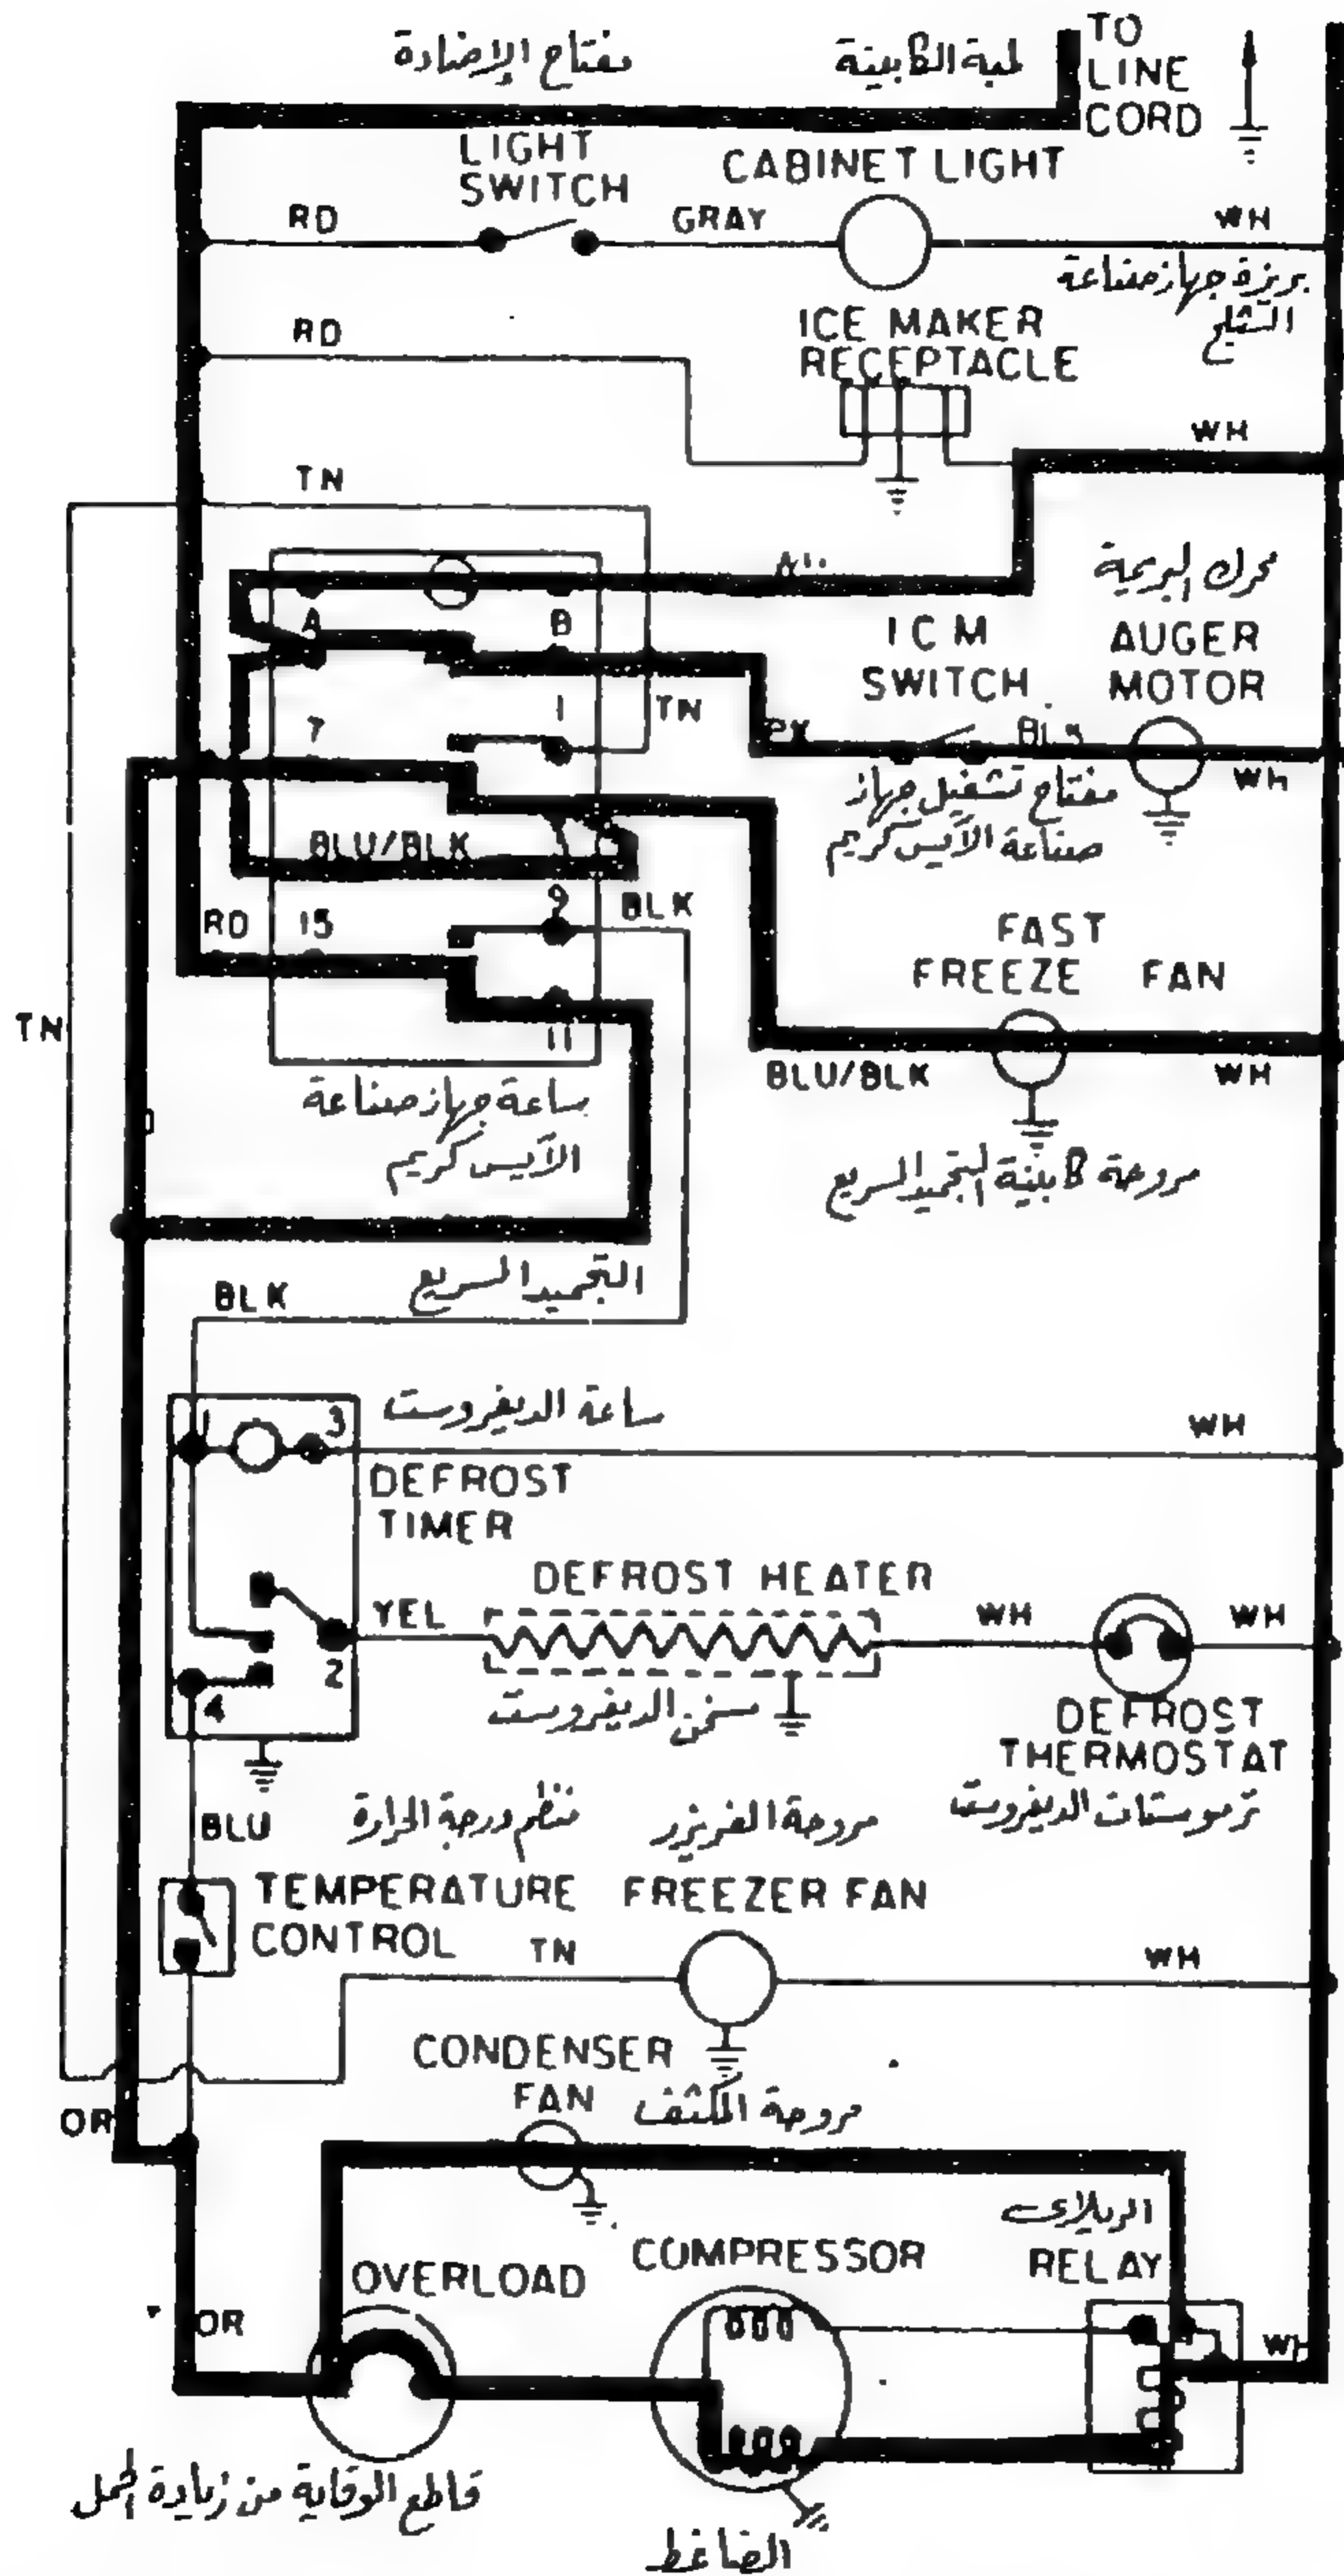 مفتاح الإضاءة
لمبة الكابينة
TO
LINE
CORD
LIGHT
SWITCH
CABINET LIGHT
RD
GRAY
WH
بريزة جهاز صناعة
الثلج
RD
ICE MAKER
RECEPTACLE
WH
TN
محرك البريمة
A
B
ICM
SWITCH
AUGER
MOTOR
7
1
TN
PK
WH
مفتاح تشغيل جهاز
صناعة الآيس كريم
BLU/BLK
RD
15
9
BLK
FAST
FREEZE FAN
TN
11
BLU/BLK
WH
ساعة جهاز صناعة
الآيس كريم
مروحة كابينة التجميد السريع
التجميد السريع
BLK
ساعة الديفروست
1
3
WH
DEFROST
TIMER
DEFROST HEATER
YEL
WH
WH
2
4
سخن الديفروست
DEFROST
THERMOSTAT
ترموستات الديفروست
BLU
منظم درجة الحرارة
مروحة الفريزر
TEMPERATURE
CONTROL
FREEZER FAN
TN
WH
CONDENSER
FAN
مروحة المكثف
OR
الريلاى
RELAY
COMPRESSOR
OVERLOAD
OR
WH
قاطع الوقاية من زيادة الحمل
الضاغط